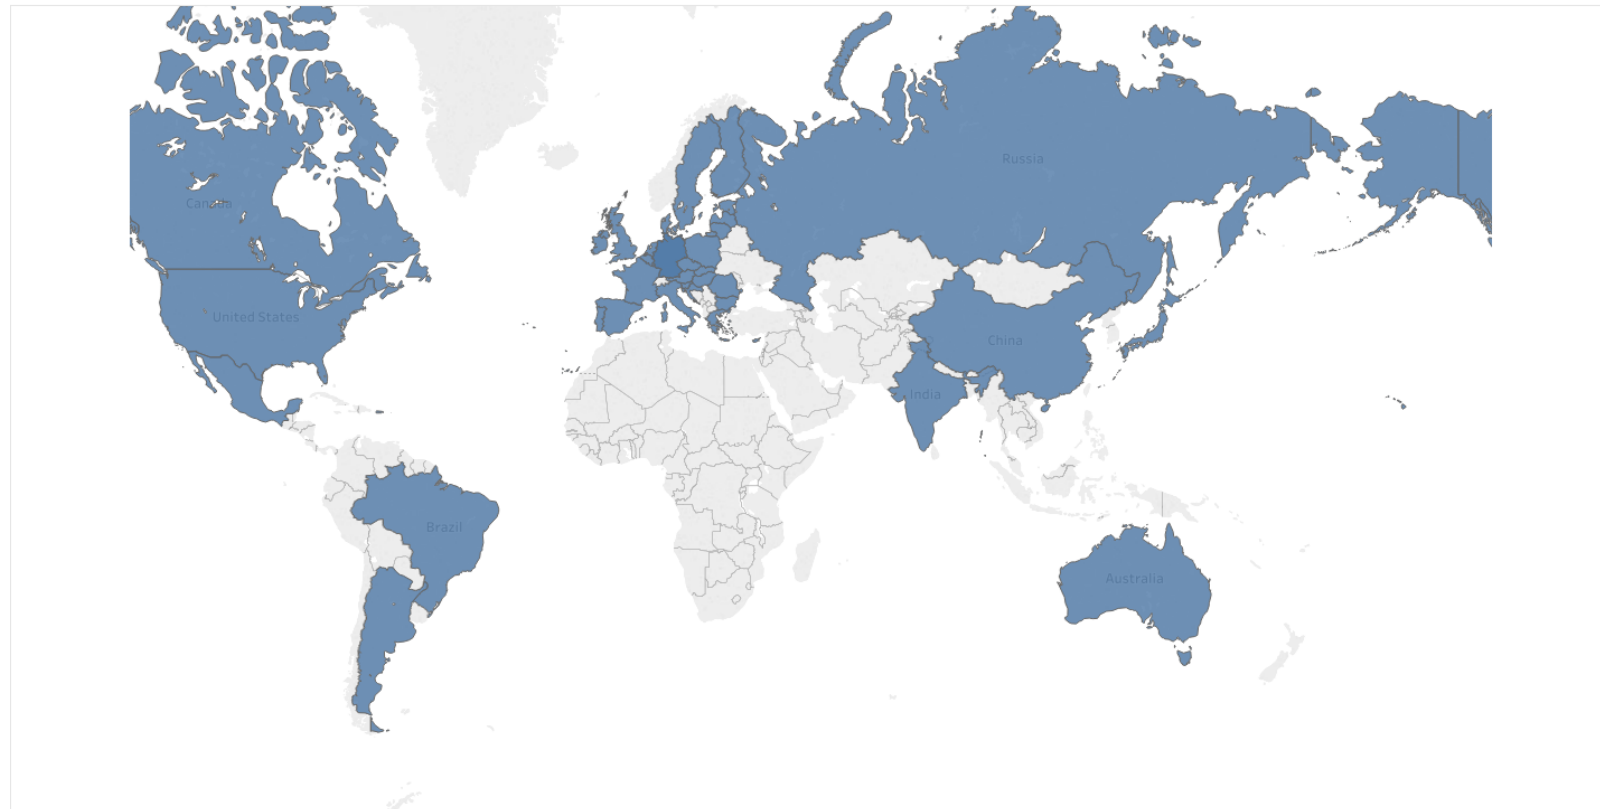 Russia
Canada
United States
China
India
Brazil
Australia